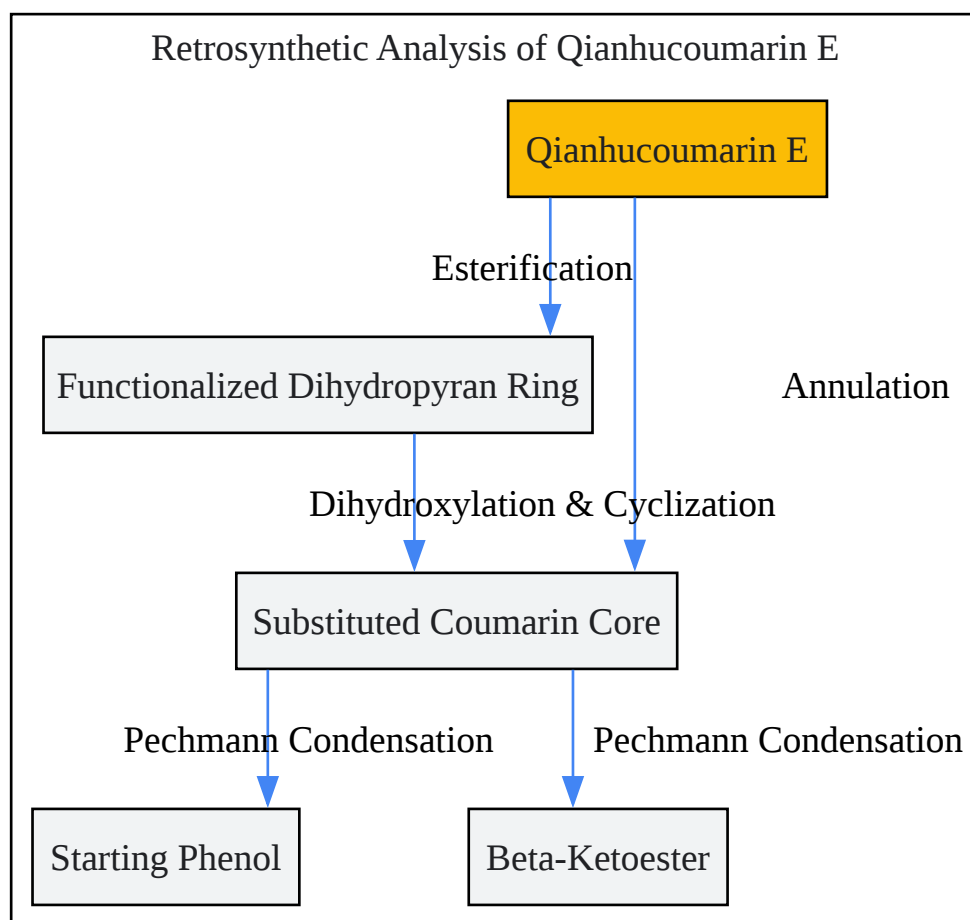 Retrosynthetic Analysis of Qianhucoumarin E
Qianhucoumarin E
Esterification
Functionalized Dihydropyran Ring
Annulation
Dihydroxylation & Cyclization
Substituted Coumarin Core
Pechmann Condensation
Pechmann Condensation
Starting Phenol
Beta-Ketoester